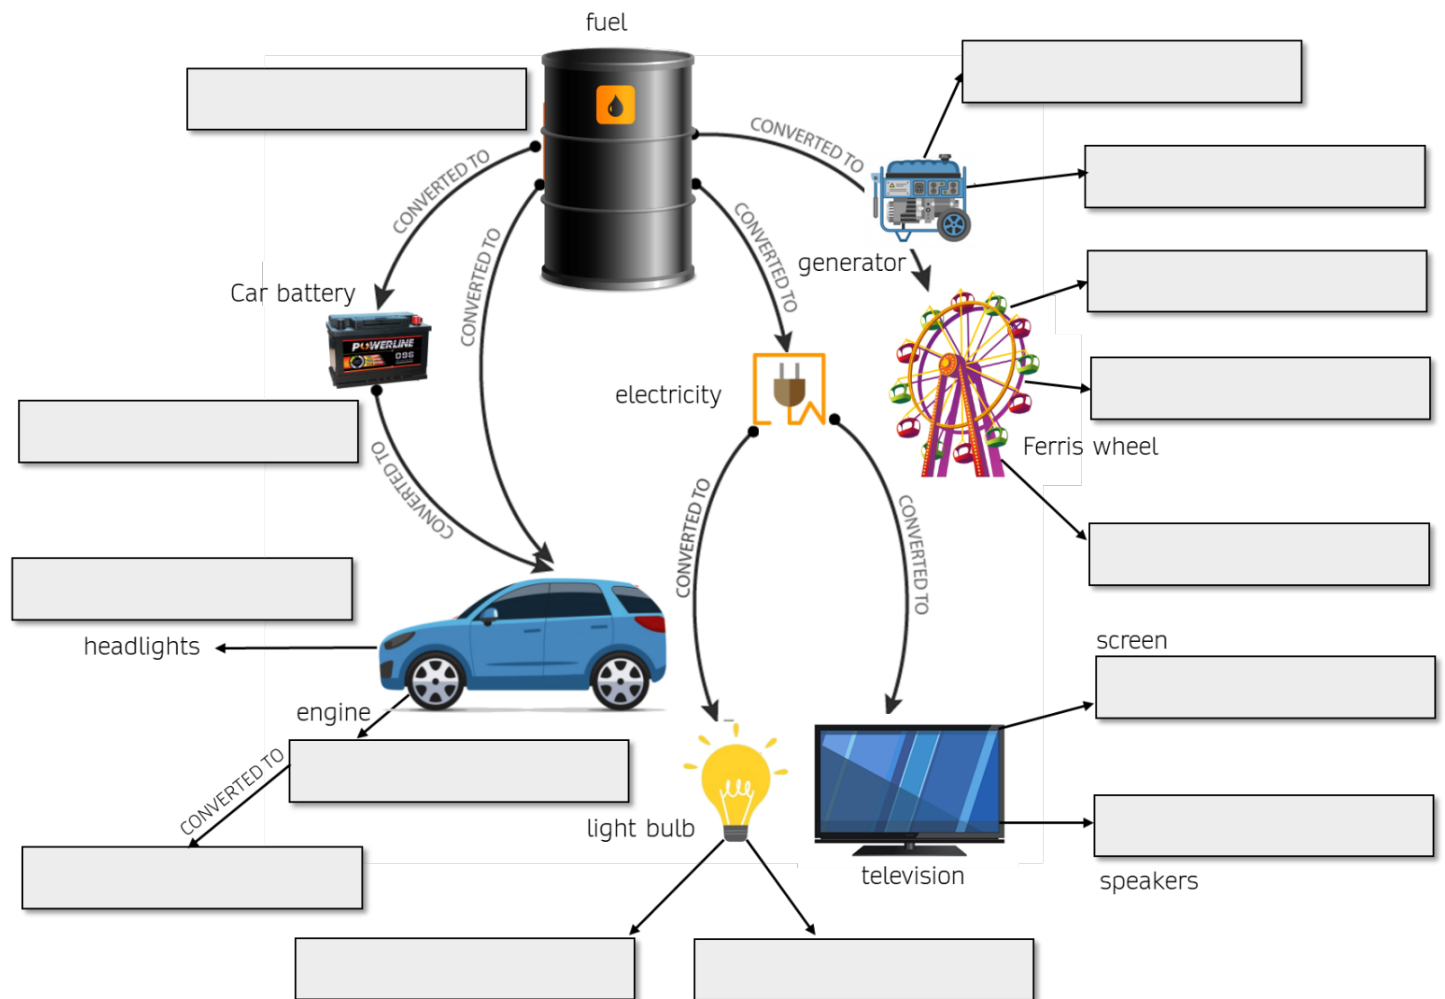 fuel
CONVERTED TO
CONVERTED TO
CONVERTED TO
CONVERTED TO
generator
Car battery
POWERLINE
096
electricity
Ferris wheel
CONVERTED TO
CONVERTED TO
CONVERTED TO
headlights
screen
engine
CONVERTED TO
light bulb
television
speakers